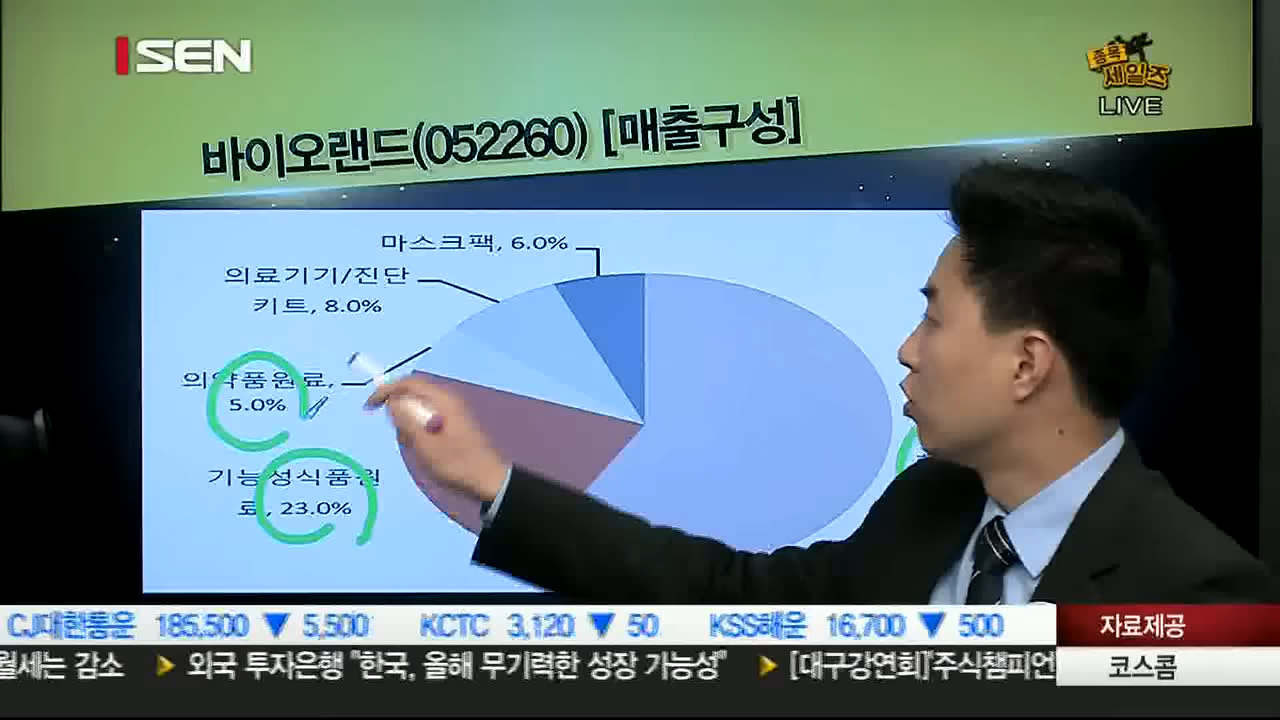 SEN
종목
세일즈
LIVE
바이오랜드(052260) [매출구성]
마스크팩, 6.0%
의료기기/진단
키트, 8.0%
의약품원료,
5.0%
기능성식품원
료, 23.0%
CJ대한통운 185,500 ▼ 5,500 KCTC 3,120 ▼ 50 KSS해운 16,700 ▼ 500
자료제공
월세는 감소 ▶ 외국 투자은행 "한국, 올해 무기력한 성장 가능성" ▶ [대구강연회]'주식챔피언
코스콤